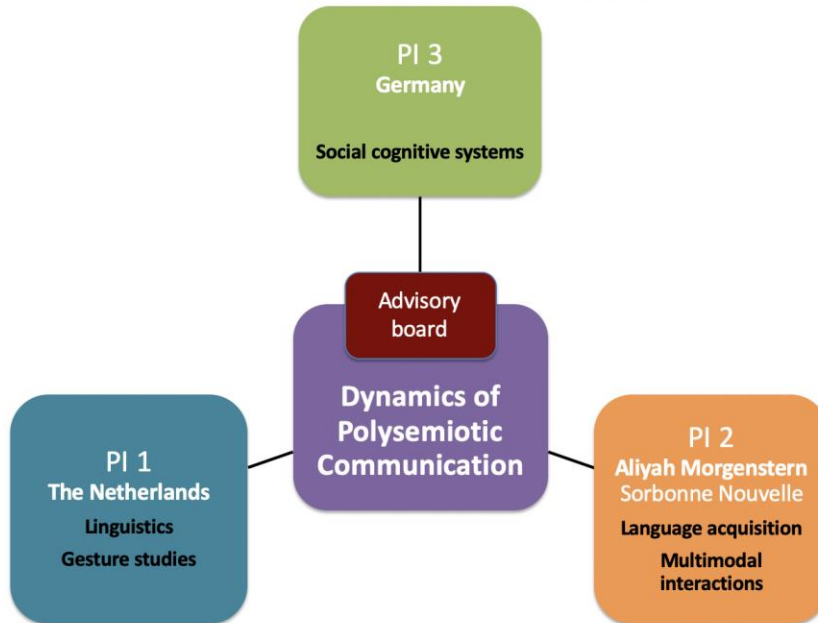 PI 3
Germany
Social cognitive systems
Advisory
board
Dynamics of
Polysemiotic
Communication
PI 1
The Netherlands
Linguistics
Gesture studies
PI 2
Aliyah Morgenstern
Sorbonne Nouvelle
Language acquisition
Multimodal
interactions